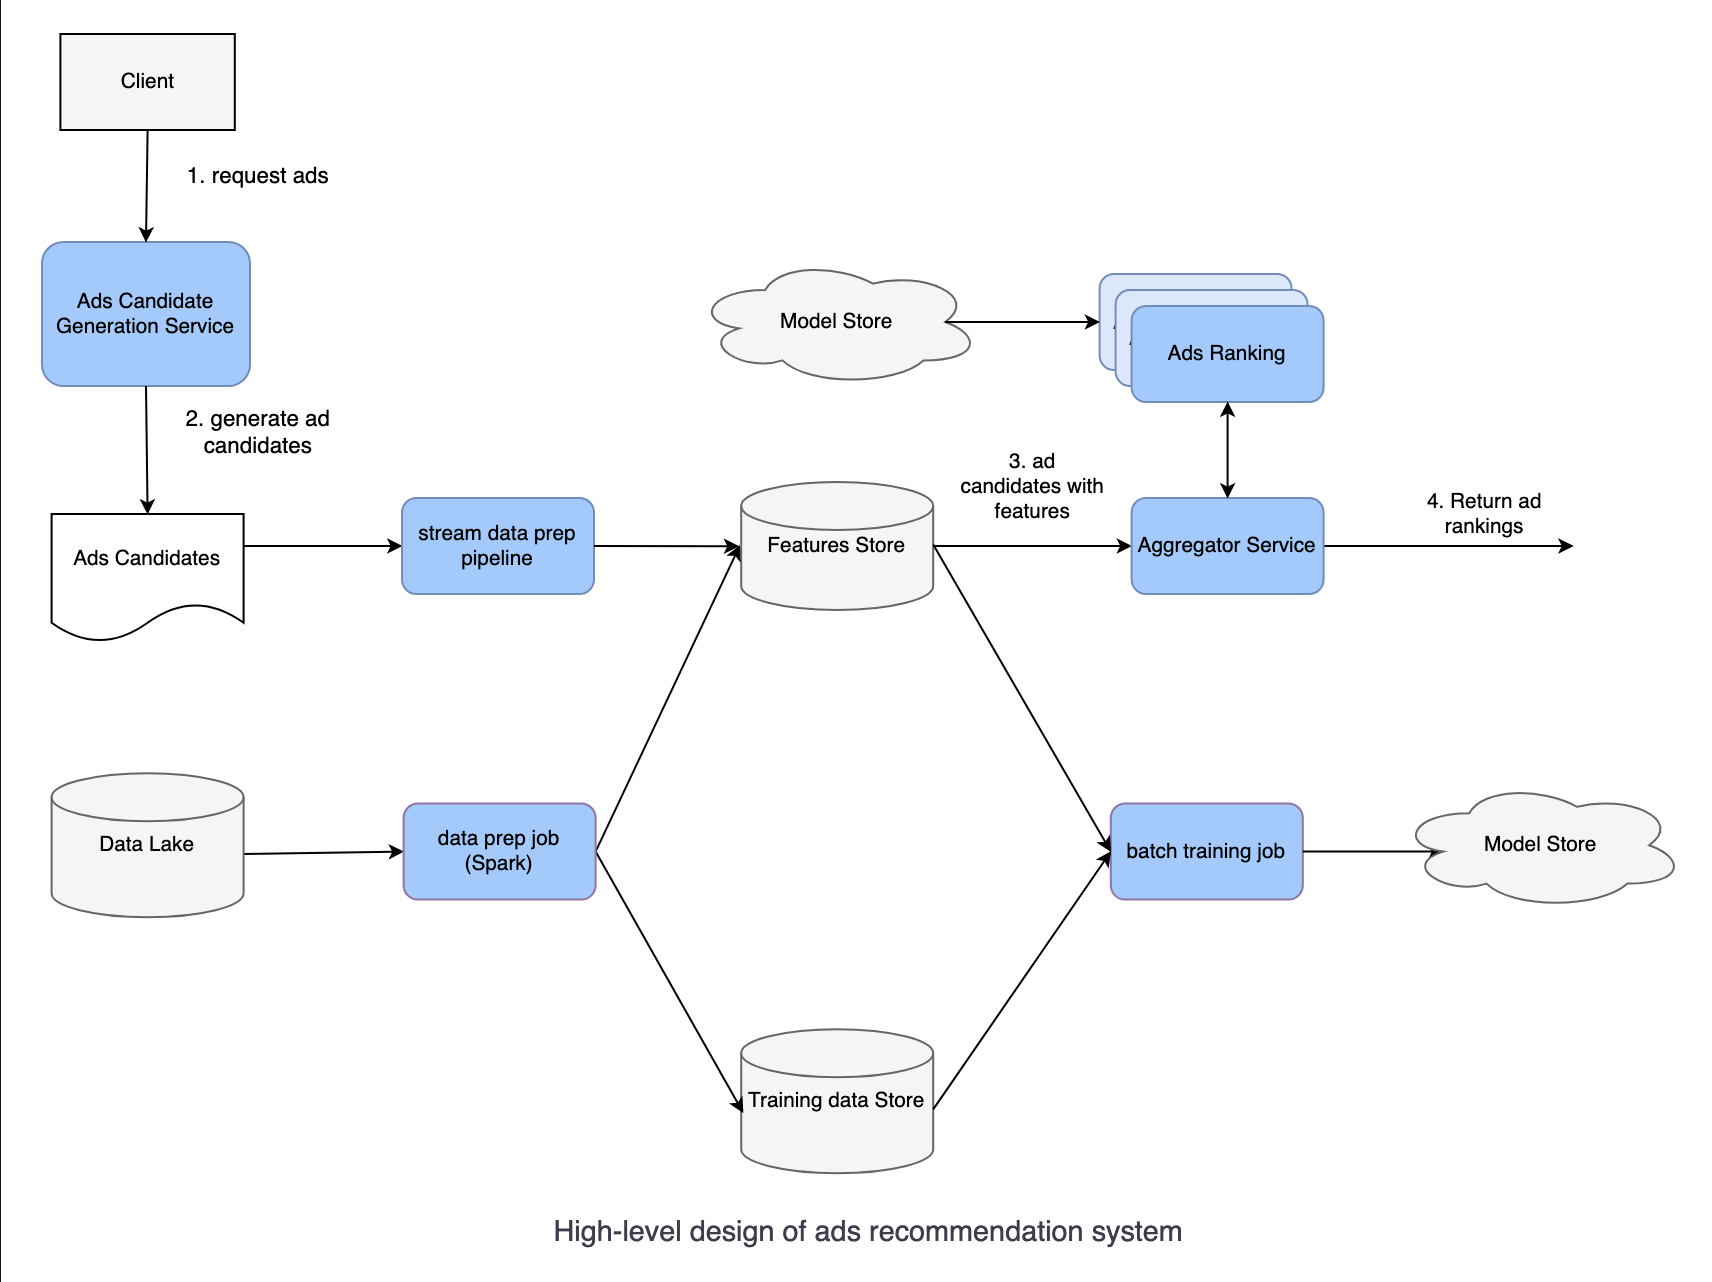 Client
1. request ads
Ads Candidate
Generation Service
Model Store
Ads Ranking
2. generate ad
candidates
3. ad
candidates with
features
4. Return ad
rankings
Ads Candidates
stream data prep
pipeline
Features Store
Aggregator Service
Data Lake
data prep job
(Spark)
batch training job
Model Store
Training data Store
High-level design of ads recommendation system